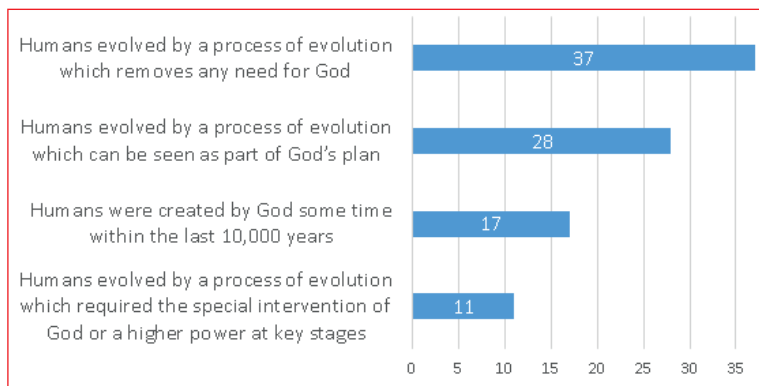 Humans evolved by a process of evolution
which removes any need for God
37
Humans evolved by a process of evolution
which can be seen as part of God's plan
28
Humans were created by God some time
within the last 10,000 years
17
Humans evolved by a process of evolution
which required the special intervention of
God or a higher power at key stages
11
0 5 10 15 20 25 30 35